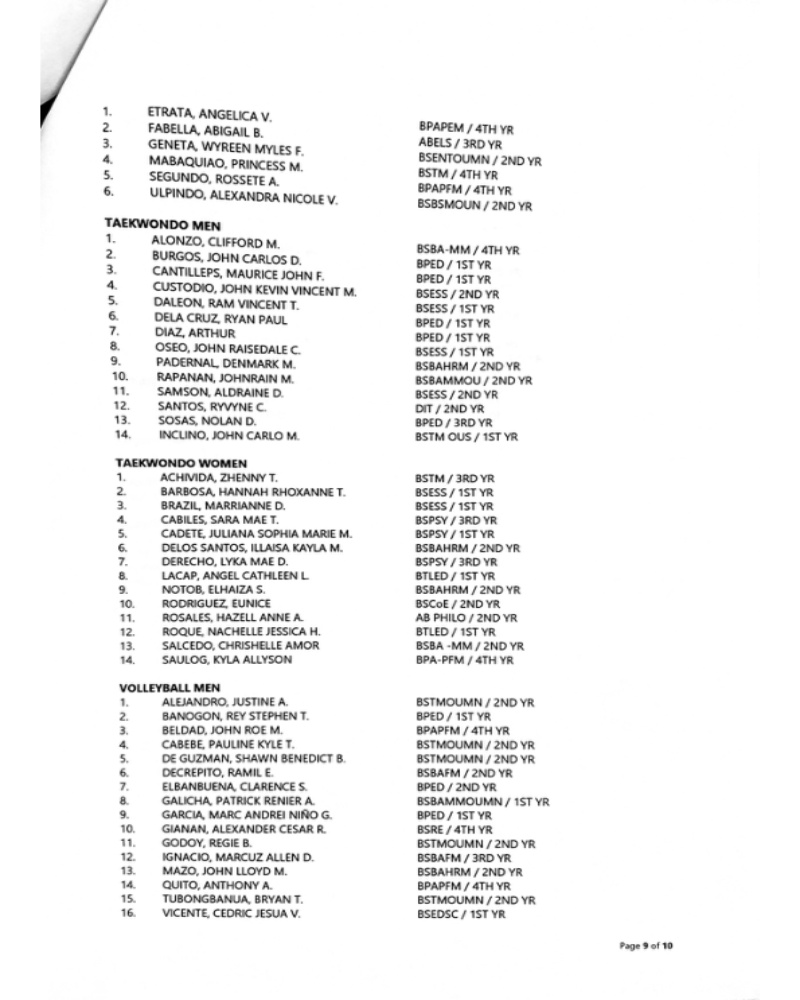 1. ETRATA, ANGELICA V. BPAPEM / 4TH YR
2. FABELLA, ABIGAIL B. ABELS / 3RD YR
3. GENETA, WYREEN MYLES F. BSENTOUMN / 2ND YR
4. MABAQUIAO, PRINCESS M. BSTM / 4TH YR
5. SEGUNDO, ROSSETE A. BPAPFM / 4TH YR
6. ULPINDO, ALEXANDRA NICOLE V. BSBSMOUN / 2ND YR
TAEKWONDO MEN
1. ALONZO, CLIFFORD M. BSBA-MM / 4TH YR
2. BURGOS, JOHN CARLOS D. BPED / 1ST YR
3. CANTILLEPS, MAURICE JOHN F. BPED / 1ST YR
4. CUSTODIO, JOHN KEVIN VINCENT M. BSESS / 2ND YR
5. DALEON, RAM VINCENT T. BSESS / 1ST YR
6. DELA CRUZ, RYAN PAUL BPED / 1ST YR
7. DIAZ, ARTHUR BPED / 1ST YR
8. OSEO, JOHN RAISEDALE C. BSESS / 1ST YR
9. PADERNAL, DENMARK M. BSBAHRM / 2ND YR
10. RAPANAN, JOHNRAIN M. BSBAMMOU / 2ND YR
11. SAMSON, ALDRAINE D. BSESS / 2ND YR
12. SANTOS, RYVYNE C. DIT / 2ND YR
13. SOSAS, NOLAN D. BPED / 3RD YR
14. INCLINO, JOHN CARLO M. BSTM OUS / 1ST YR
TAEKWONDO WOMEN
1. ACHIVIDA, ZHENNY T. BSTM / 3RD YR
2. BARBOSA, HANNAH RHOXANNE T. BSESS / 1ST YR
3. BRAZIL, MARRIANNE D. BSESS / 1ST YR
4. CABILES, SARA MAE T. BSPSY / 3RD YR
5. CADETE, JULIANA SOPHIA MARIE M. BSPSY / 1ST YR
6. DELOS SANTOS, ILLAISA KAYLA M. BSBAHRM / 2ND YR
7. DERECHO, LYKA MAE D. BSPSY / 3RD YR
8. LACAP, ANGEL CATHLEEN L. BTLED / 1ST YR
9. NOTOB, ELHAIZA S. BSBAHRM / 2ND YR
10. RODRIGUEZ, EUNICE BSCoE / 2ND YR
11. ROSALES, HAZELL ANNE A. AB PHILO / 2ND YR
12. ROQUE, NACHELLE JESSICA H. BTLED / 1ST YR
13. SALCEDO, CHRISHELLE AMOR BSBA -MM / 2ND YR
14. SAULOG, KYLA ALLYSON BPA-PFM / 4TH YR
VOLLEYBALL MEN
1. ALEJANDRO, JUSTINE A. BSTMOUMN / 2ND YR
2. BANOGON, REY STEPHEN T. BPED / 1ST YR
3. BELDAD, JOHN ROE M. BPAPFM / 4TH YR
4. CABEBE, PAULINE KYLE T. BSTMOUMN / 2ND YR
5. DE GUZMAN, SHAWN BENEDICT B. BSTMOUMN / 2ND YR
6. DECREPITO, RAMIL E. BSBAFM / 2ND YR
7. ELBANBUENA, CLARENCE S. BPED / 2ND YR
8. GALICHA, PATRICK RENIER A. BSBAMMOUMN / 1ST YR
9. GARCIA, MARC ANDREI NIÑO G. BPED / 1ST YR
10. GIANAN, ALEXANDER CESAR R. BSRE / 4TH YR
11. GODOY, REGIE B. BSTMOUMN / 2ND YR
12. IGNACIO, MARCUZ ALLEN D. BSBAFM / 3RD YR
13. MAZO, JOHN LLOYD M. BSBAHRM / 2ND YR
14. QUITO, ANTHONY A. BPAPFM / 4TH YR
15. TUBONGBANUA, BRYAN T. BSTMOUMN / 2ND YR
16. VICENTE, CEDRIC JESUA V. BSEDSC / 1ST YR
Page 9 of 10